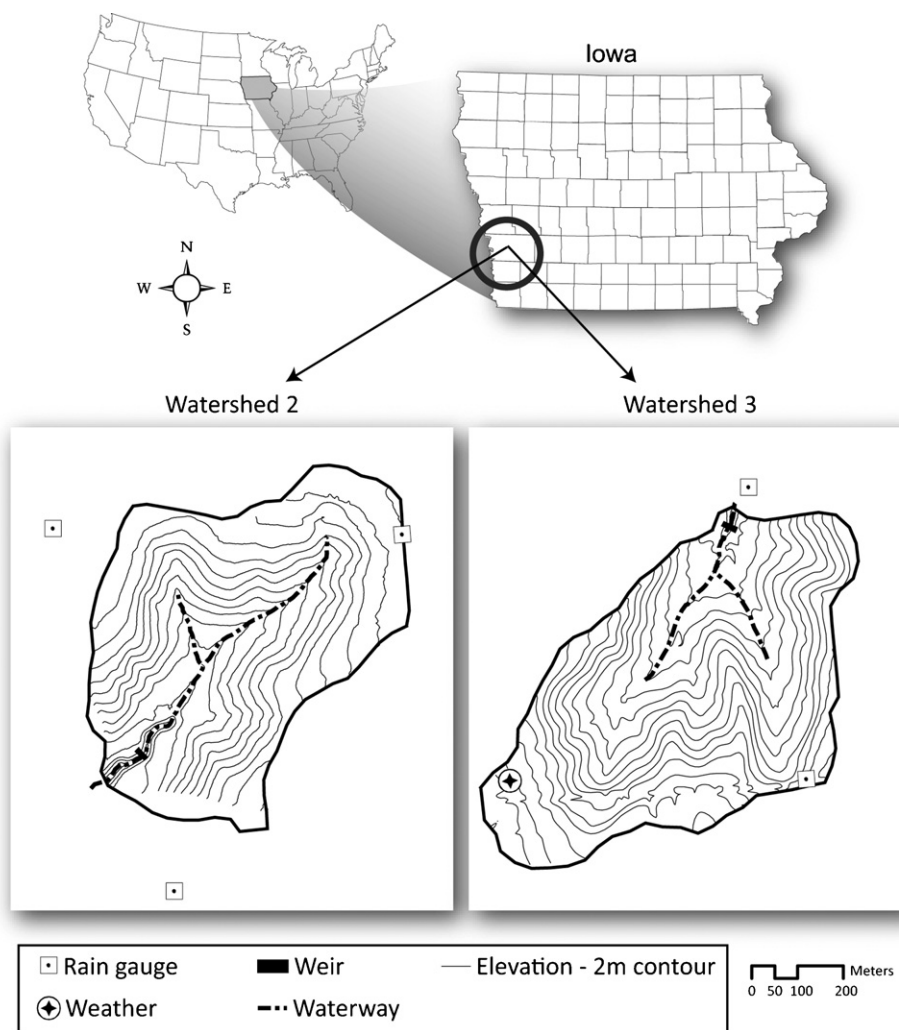 Iowa
N
W E
S
Watershed 2 Watershed 3
Rain gauge Weir Elevation - 2m contour
Weather Waterway
Meters
0 50 100 200